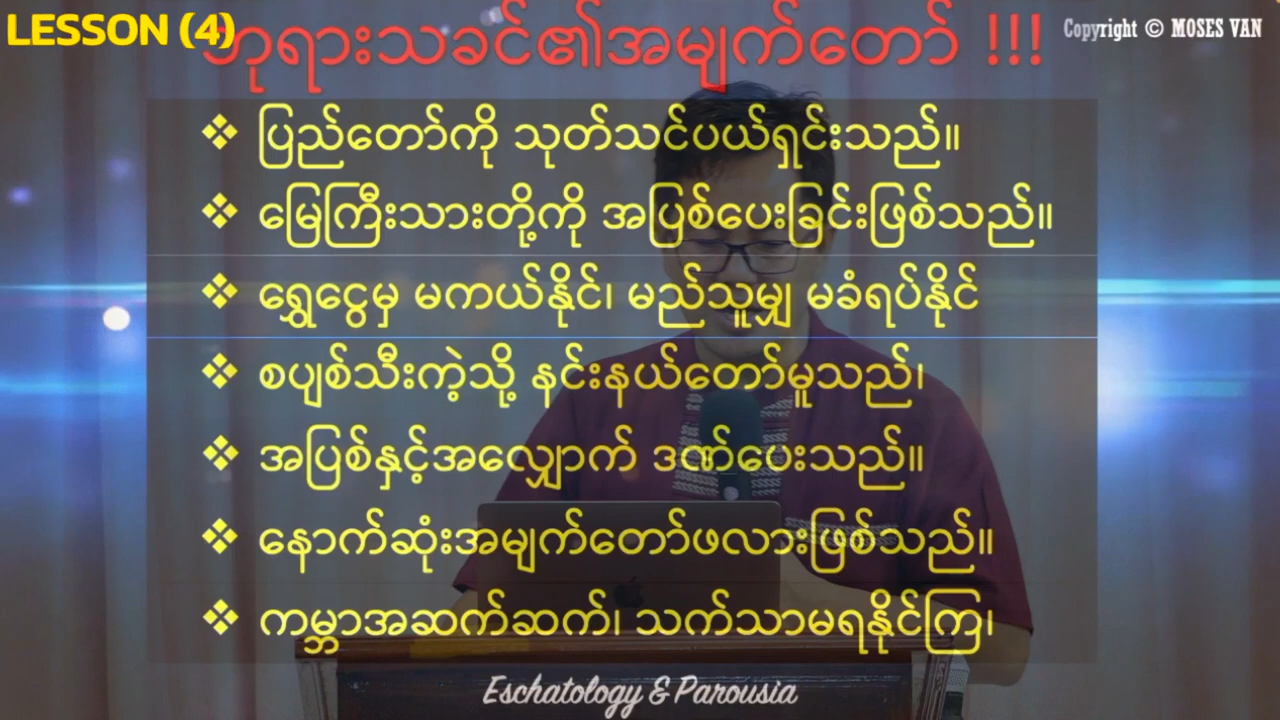 LESSON (4)
ဘုရားသခင်၏အမျက်တော် !!!
Copyright © MOSES VAN
❖ ပြည်တော်ကို သုတ်သင်ပယ်ရှင်းသည်။
❖ မြေကြီးသားတို့ကို အပြစ်ပေးခြင်းဖြစ်သည်။
❖ ရွှေငွေမှ မကယ်နိုင်၊ မည်သူမျှ မခံရပ်နိုင်
❖ စပျစ်သီးကဲ့သို့ နင်းနယ်တော်မူသည်၊
❖ အပြစ်နှင့်အလျှောက် ဒဏ်ပေးသည်။
❖ နောက်ဆုံးအမျက်တော်ဖလားဖြစ်သည်။
❖ ကမ္ဘာအဆက်ဆက်၊ သက်သာမရနိုင်ကြ၊
Eschatology & Parousia